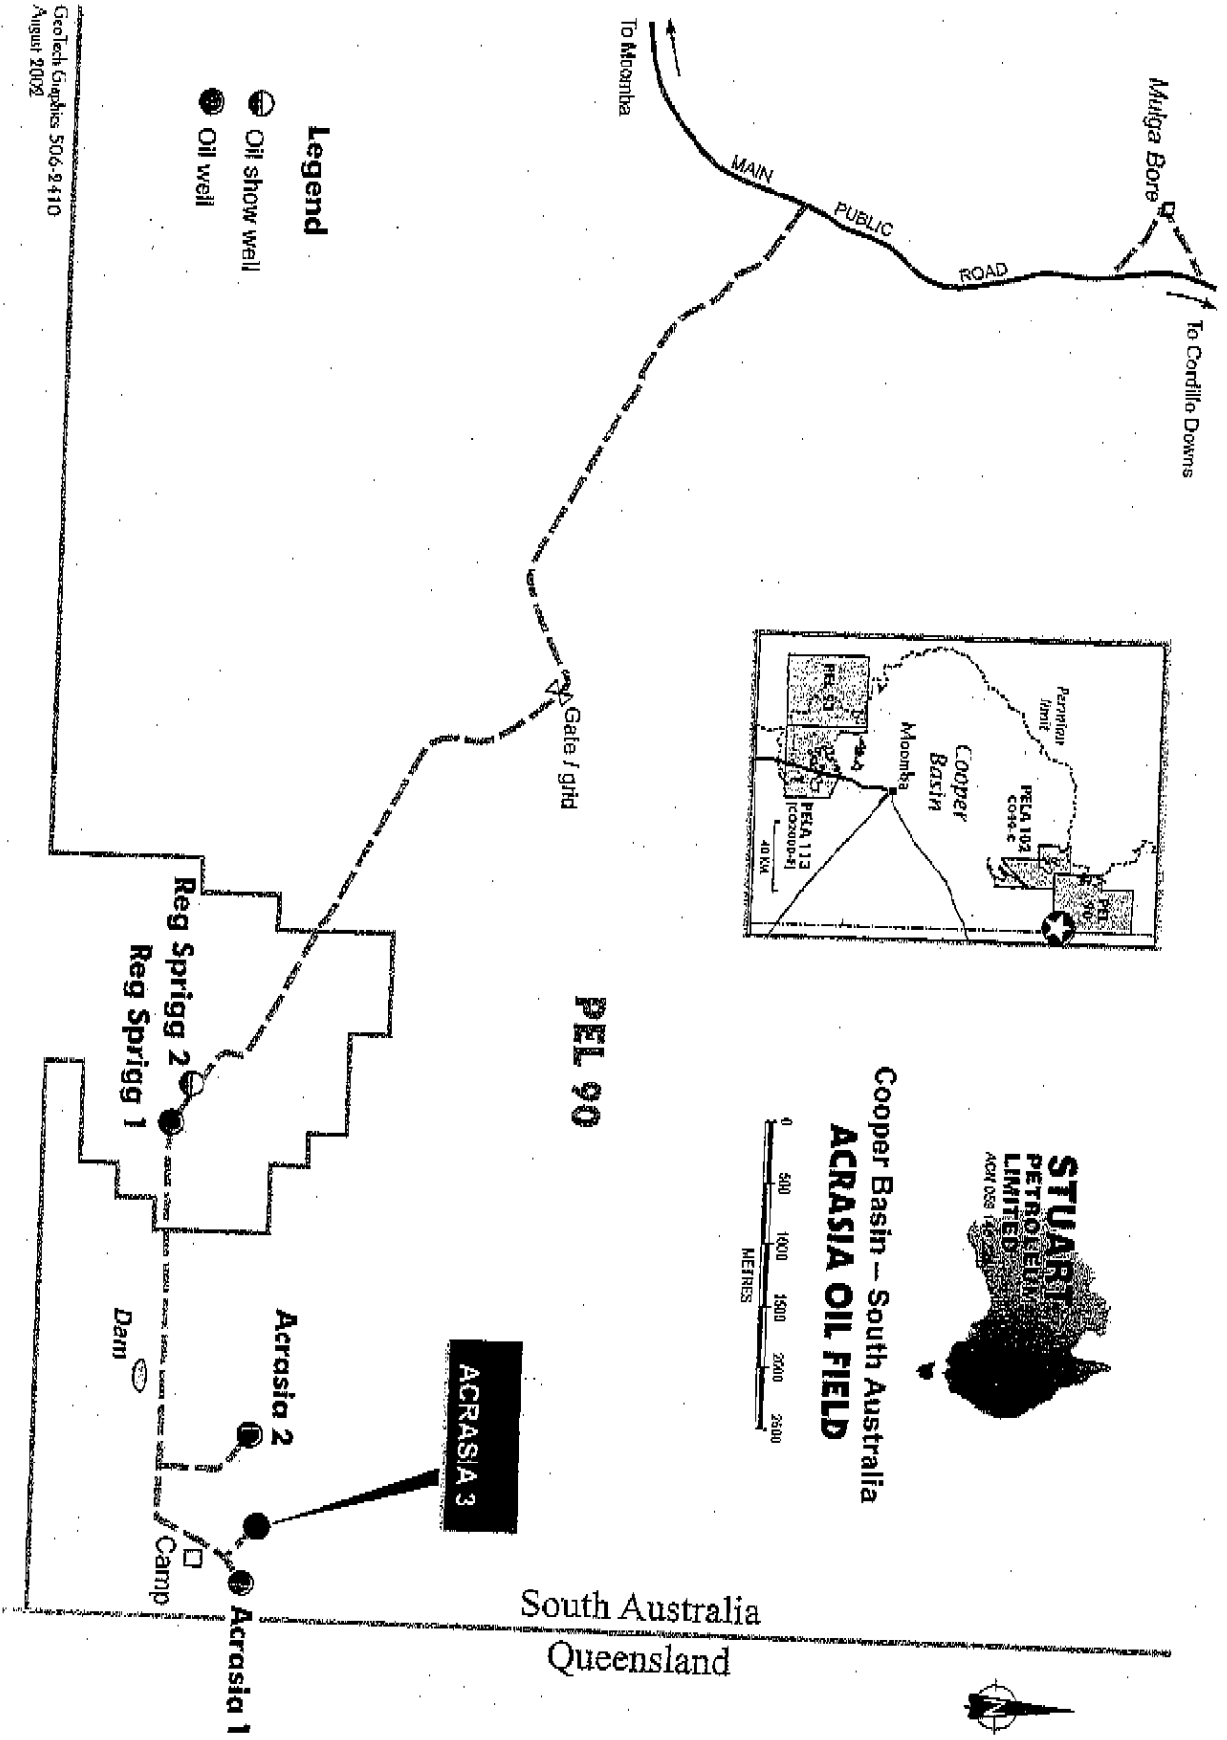 STUART
PETROLEUM
LIMITED
Cooper Basin – South Australia
ACRASIA OIL FIELD
0 500 1000 1500 2000 2500
METRES
To Cordillo Downs
Mulga Bore
MAIN PUBLIC ROAD
To Moomba
Permian
limit
Cooper
Basin
Moomba
PEL 90
PELA 102
CO99-C
PELA 113
[CO2000-F]
40 KM
PEL 90
Gate / grid
South Australia
Queensland
N
ACRASIA 3
Acrasia 2
Acrasia 1
Camp
Dam
Reg Sprigg 2
Reg Sprigg 1
Legend
Oil show well
Oil well
GeoTech Graphics 506-2410
August 2002